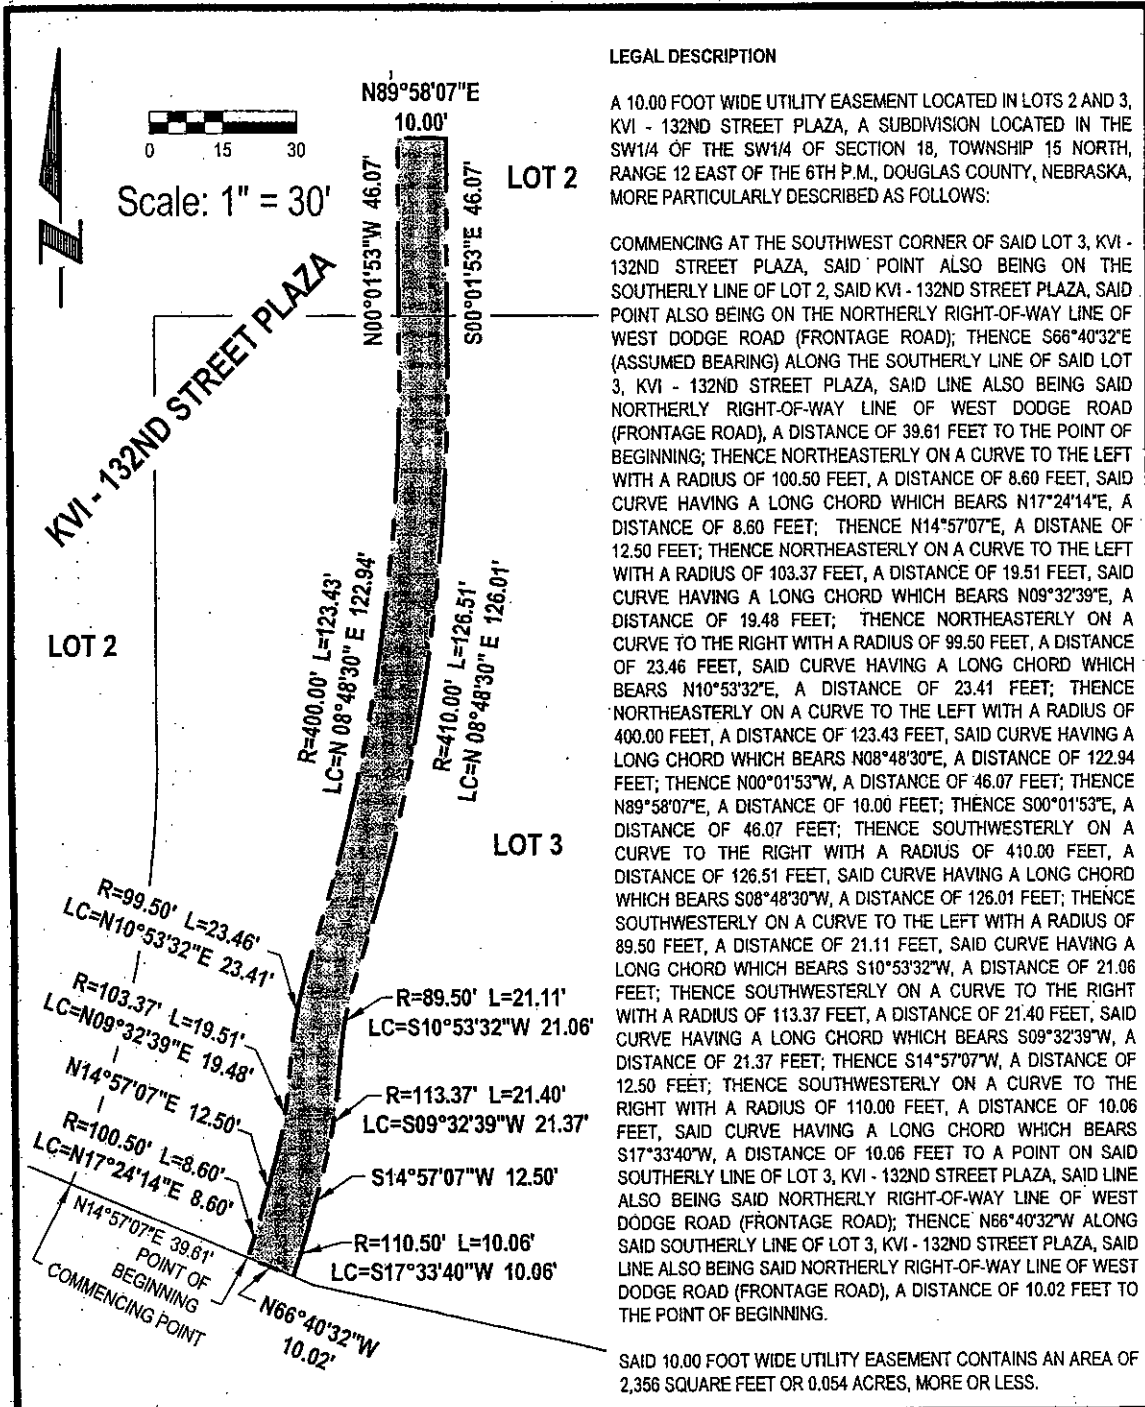 N89°58'07"E
10.00'
0 15 30
Scale: 1" = 30'
N00°01'53"W 46.07'
S00°01'53"E 46.07'
LOT 2
KVI - 132ND STREET PLAZA
LOT 2
R=400.00' L=123.43'
LC=N 08°48'30" E 122.94'
R=410.00' L=126.51'
LC=N 08°48'30" E 126.01'
LOT 3
R=99.50' L=23.46'
LC=N10°53'32"E 23.41'
R=103.37' L=19.51'
LC=N09°32'39"E 19.48'
N14°57'07"E 12.50'
R=100.50' L=8.60'
LC=N17°24'14"E 8.60'
N14°57'07"E 39.61'
POINT OF
BEGINNING
COMMENCING POINT
R=89.50' L=21.11'
LC=S10°53'32"W 21.06'
R=113.37' L=21.40'
LC=S09°32'39"W 21.37'
S14°57'07"W 12.50'
R=110.50' L=10.06'
LC=S17°33'40"W 10.06'
N66°40'32"W
10.02'
LEGAL DESCRIPTION
A 10.00 FOOT WIDE UTILITY EASEMENT LOCATED IN LOTS 2 AND 3,
KVI - 132ND STREET PLAZA, A SUBDIVISION LOCATED IN THE
SW1/4 OF THE SW1/4 OF SECTION 18, TOWNSHIP 15 NORTH,
RANGE 12 EAST OF THE 6TH P.M., DOUGLAS COUNTY, NEBRASKA,
MORE PARTICULARLY DESCRIBED AS FOLLOWS:
COMMENCING AT THE SOUTHWEST CORNER OF SAID LOT 3, KVI -
132ND STREET PLAZA, SAID POINT ALSO BEING ON THE
SOUTHERLY LINE OF LOT 2, SAID KVI - 132ND STREET PLAZA, SAID
POINT ALSO BEING ON THE NORTHERLY RIGHT-OF-WAY LINE OF
WEST DODGE ROAD (FRONTAGE ROAD); THENCE S66°40'32"E
(ASSUMED BEARING) ALONG THE SOUTHERLY LINE OF SAID LOT
3, KVI - 132ND STREET PLAZA, SAID LINE ALSO BEING SAID
NORTHERLY RIGHT-OF-WAY LINE OF WEST DODGE ROAD
(FRONTAGE ROAD), A DISTANCE OF 39.61 FEET TO THE POINT OF
BEGINNING; THENCE NORTHEASTERLY ON A CURVE TO THE LEFT
WITH A RADIUS OF 100.50 FEET, A DISTANCE OF 8.60 FEET, SAID
CURVE HAVING A LONG CHORD WHICH BEARS N17°24'14"E, A
DISTANCE OF 8.60 FEET; THENCE N14°57'07"E, A DISTANE OF
12.50 FEET; THENCE NORTHEASTERLY ON A CURVE TO THE LEFT
WITH A RADIUS OF 103.37 FEET, A DISTANCE OF 19.51 FEET, SAID
CURVE HAVING A LONG CHORD WHICH BEARS N09°32'39"E, A
DISTANCE OF 19.48 FEET; THENCE NORTHEASTERLY ON A
CURVE TO THE RIGHT WITH A RADIUS OF 99.50 FEET, A DISTANCE
OF 23.46 FEET, SAID CURVE HAVING A LONG CHORD WHICH
BEARS N10°53'32"E, A DISTANCE OF 23.41 FEET; THENCE
NORTHEASTERLY ON A CURVE TO THE LEFT WITH A RADIUS OF
400.00 FEET, A DISTANCE OF 123.43 FEET, SAID CURVE HAVING A
LONG CHORD WHICH BEARS N08°48'30"E, A DISTANCE OF 122.94
FEET; THENCE N00°01'53"W, A DISTANCE OF 46.07 FEET; THENCE
N89°58'07"E, A DISTANCE OF 10.00 FEET; THENCE S00°01'53"E, A
DISTANCE OF 46.07 FEET; THENCE SOUTHWESTERLY ON A
CURVE TO THE RIGHT WITH A RADIUS OF 410.00 FEET, A
DISTANCE OF 126.51 FEET, SAID CURVE HAVING A LONG CHORD
WHICH BEARS S08°48'30"W, A DISTANCE OF 126.01 FEET; THENCE
SOUTHWESTERLY ON A CURVE TO THE LEFT WITH A RADIUS OF
89.50 FEET, A DISTANCE OF 21.11 FEET, SAID CURVE HAVING A
LONG CHORD WHICH BEARS S10°53'32"W, A DISTANCE OF 21.06
FEET; THENCE SOUTHWESTERLY ON A CURVE TO THE RIGHT
WITH A RADIUS OF 113.37 FEET, A DISTANCE OF 21.40 FEET, SAID
CURVE HAVING A LONG CHORD WHICH BEARS S09°32'39"W, A
DISTANCE OF 21.37 FEET; THENCE S14°57'07"W, A DISTANCE OF
12.50 FEET; THENCE SOUTHWESTERLY ON A CURVE TO THE
RIGHT WITH A RADIUS OF 110.00 FEET, A DISTANCE OF 10.06
FEET, SAID CURVE HAVING A LONG CHORD WHICH BEARS
S17°33'40"W, A DISTANCE OF 10.06 FEET TO A POINT ON SAID
SOUTHERLY LINE OF LOT 3, KVI - 132ND STREET PLAZA, SAID LINE
ALSO BEING SAID NORTHERLY RIGHT-OF-WAY LINE OF WEST
DODGE ROAD (FRONTAGE ROAD); THENCE N66°40'32"W ALONG
SAID SOUTHERLY LINE OF LOT 3, KVI - 132ND STREET PLAZA, SAID
LINE ALSO BEING SAID NORTHERLY RIGHT-OF-WAY LINE OF WEST
DODGE ROAD (FRONTAGE ROAD), A DISTANCE OF 10.02 FEET TO
THE POINT OF BEGINNING.
SAID 10.00 FOOT WIDE UTILITY EASEMENT CONTAINS AN AREA OF
2,356 SQUARE FEET OR 0.054 ACRES, MORE OR LESS.